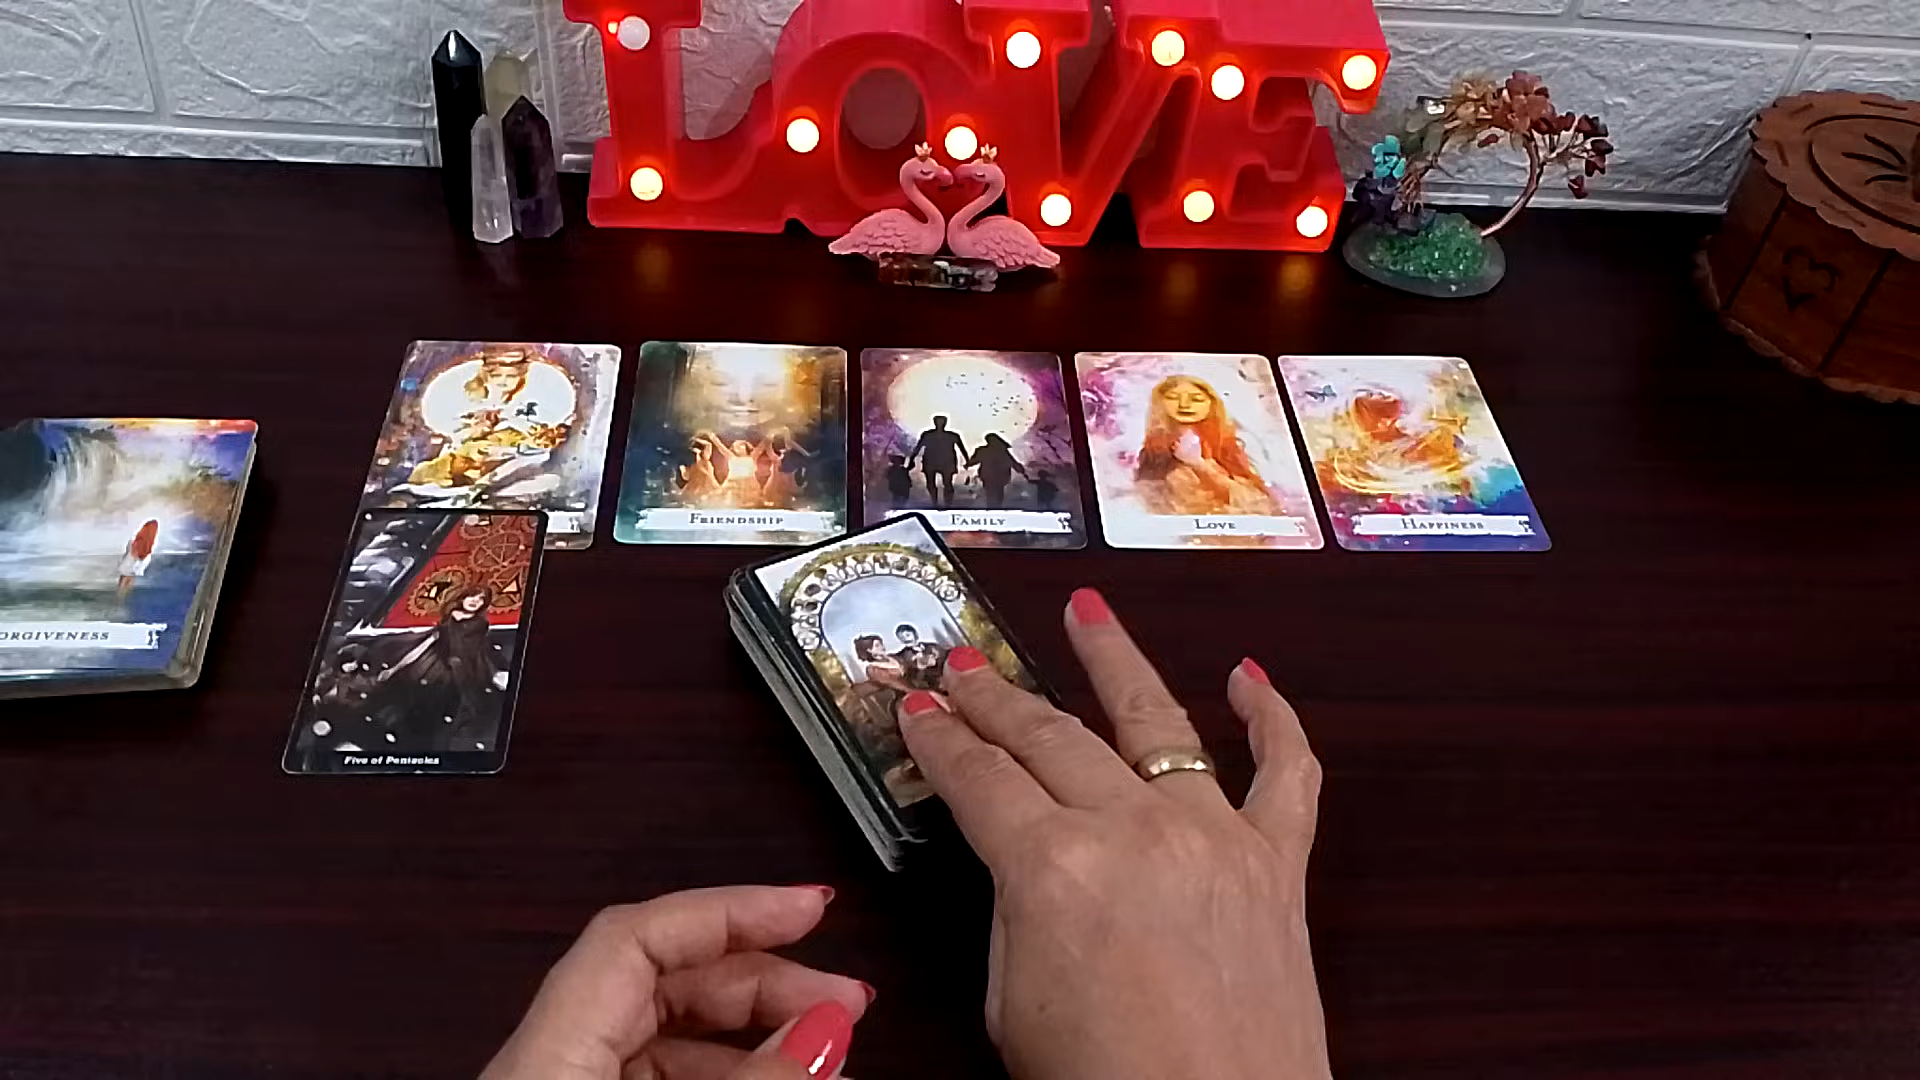 LOVE
FRIENDSHIP
FAMILY
LOVE
HAPPINESS
ORGIVENESS
Five of Pentacles